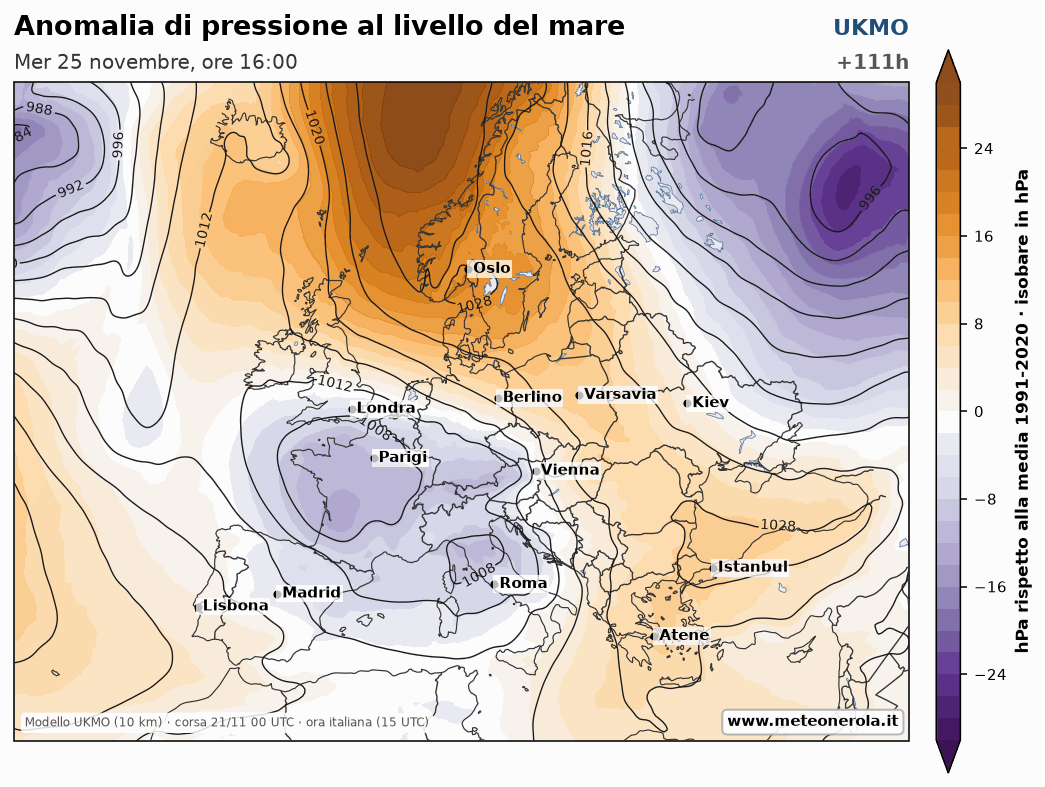 Anomalia di pressione al livello del mare
UKMO
Mer 25 novembre, ore 16:00
+111h
988
84
996
992
1020
1016
1012
996
Oslo
1028
1012
Berlino
Varsavia
Kiev
Londra
1008
Parigi
Vienna
1028
1008
Istanbul
Roma
Madrid
Lisbona
Atene
Modello UKMO (10 km) · corsa 21/11 00 UTC · ora italiana (15 UTC)
www.meteonerola.it
24
16
8
0
−8
−16
−24
hPa rispetto alla media 1991-2020 · isobare in hPa